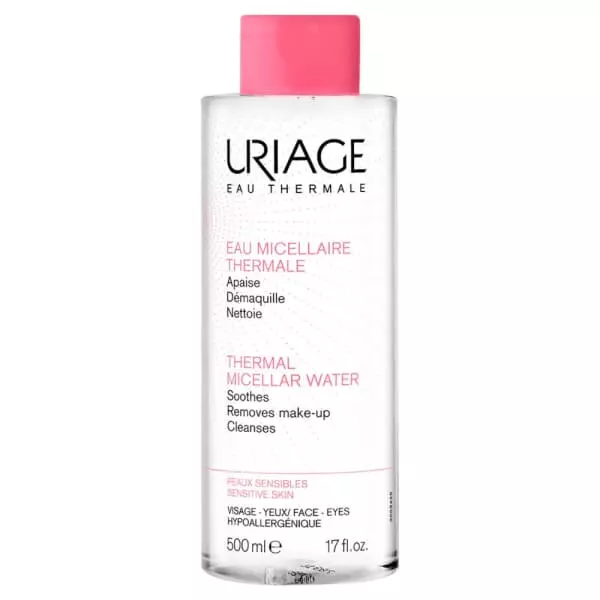 URIAGE
EAU THERMALE
EAU MICELLAIRE
THERMALE
Apaise
Démaquille
Nettoie
THERMAL
MICELLAR WATER
Soothes
Removes make-up
Cleanses
PEAUX SENSIBLES
SENSITIVE SKIN
VISAGE - YEUX/ FACE - EYES
HYPOALLERGÉNIQUE
500 ml e 17 fl.oz.